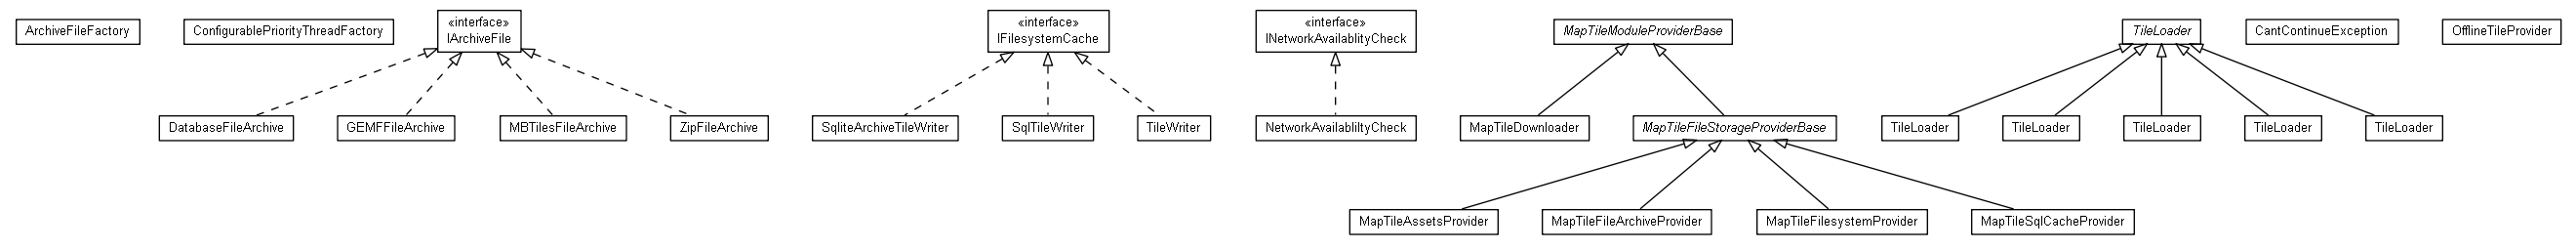 ArchiveFileFactory
ConfigurablePriorityThreadFactory
«interface»
IArchiveFile
«interface»
IFilesystemCache
«interface»
INetworkAvailablityCheck
MapTileModuleProviderBase
TileLoader
CantContinueException
OfflineTileProvider
DatabaseFileArchive
GEMFFileArchive
MBTilesFileArchive
ZipFileArchive
SqliteArchiveTileWriter
SqlTileWriter
TileWriter
NetworkAvailabliltyCheck
MapTileDownloader
MapTileFileStorageProviderBase
TileLoader
TileLoader
TileLoader
TileLoader
TileLoader
MapTileAssetsProvider
MapTileFileArchiveProvider
MapTileFilesystemProvider
MapTileSqlCacheProvider